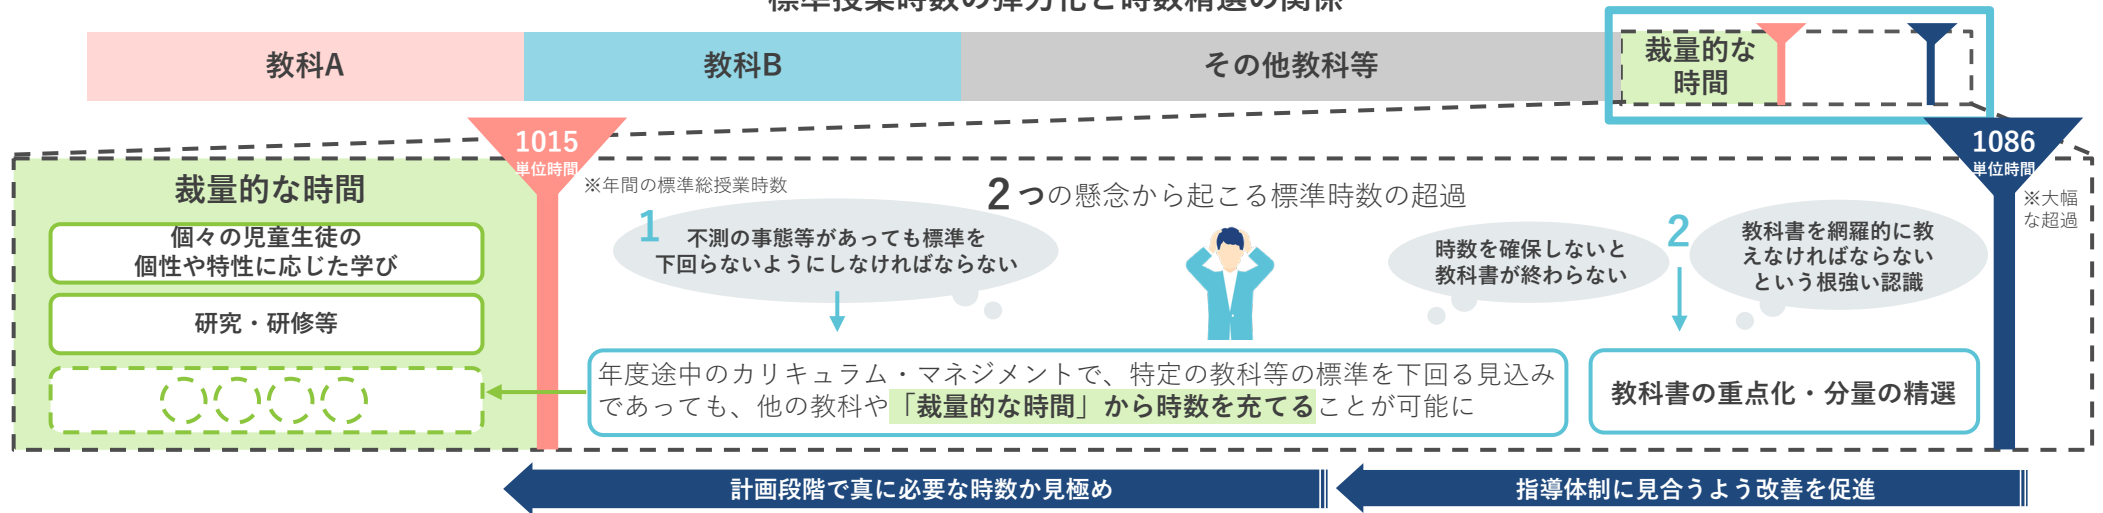 標準授業時数の弾力化と時数精選の関係
教科A
教科B
その他教科等
裁量的な
時間
1015
単位時間
※年間の標準総授業時数
1086
単位時間
※大幅
な超過
裁量的な時間
個々の児童生徒の
個性や特性に応じた学び
研究・研修等
2つの懸念から起こる標準時数の超過
1
不測の事態等があっても標準を
下回らないようにしなければならない
時数を確保しないと
教科書が終わらない
2
教科書を網羅的に教
えなければならない
という根強い認識
年度途中のカリキュラム・マネジメントで、特定の教科等の標準を下回る見込み
であっても、他の教科や「裁量的な時間」から時数を充てることが可能に
教科書の重点化・分量の精選
計画段階で真に必要な時数か見極め
指導体制に見合うよう改善を促進